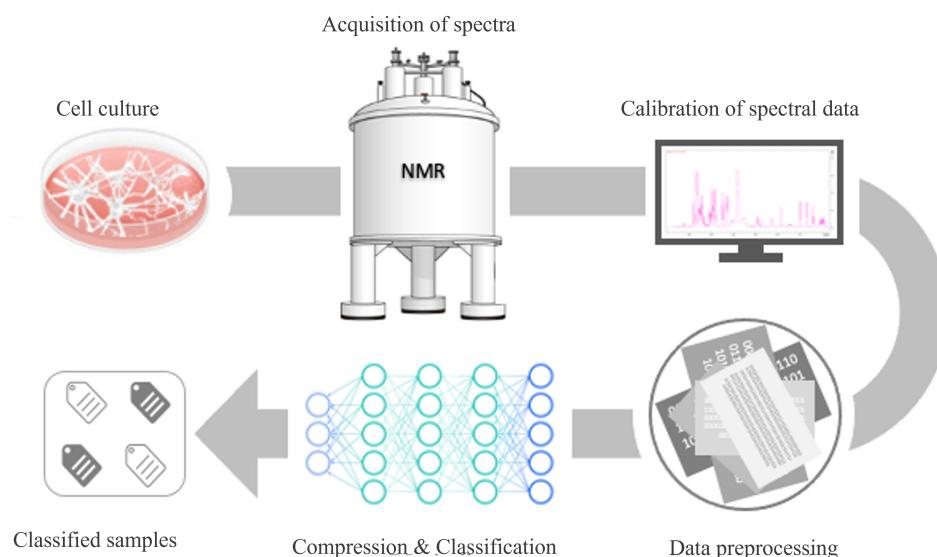 Acquisition of spectra
Cell culture
Calibration of spectral data
NMR
Classified samples
Compression & Classification
Data preprocessing